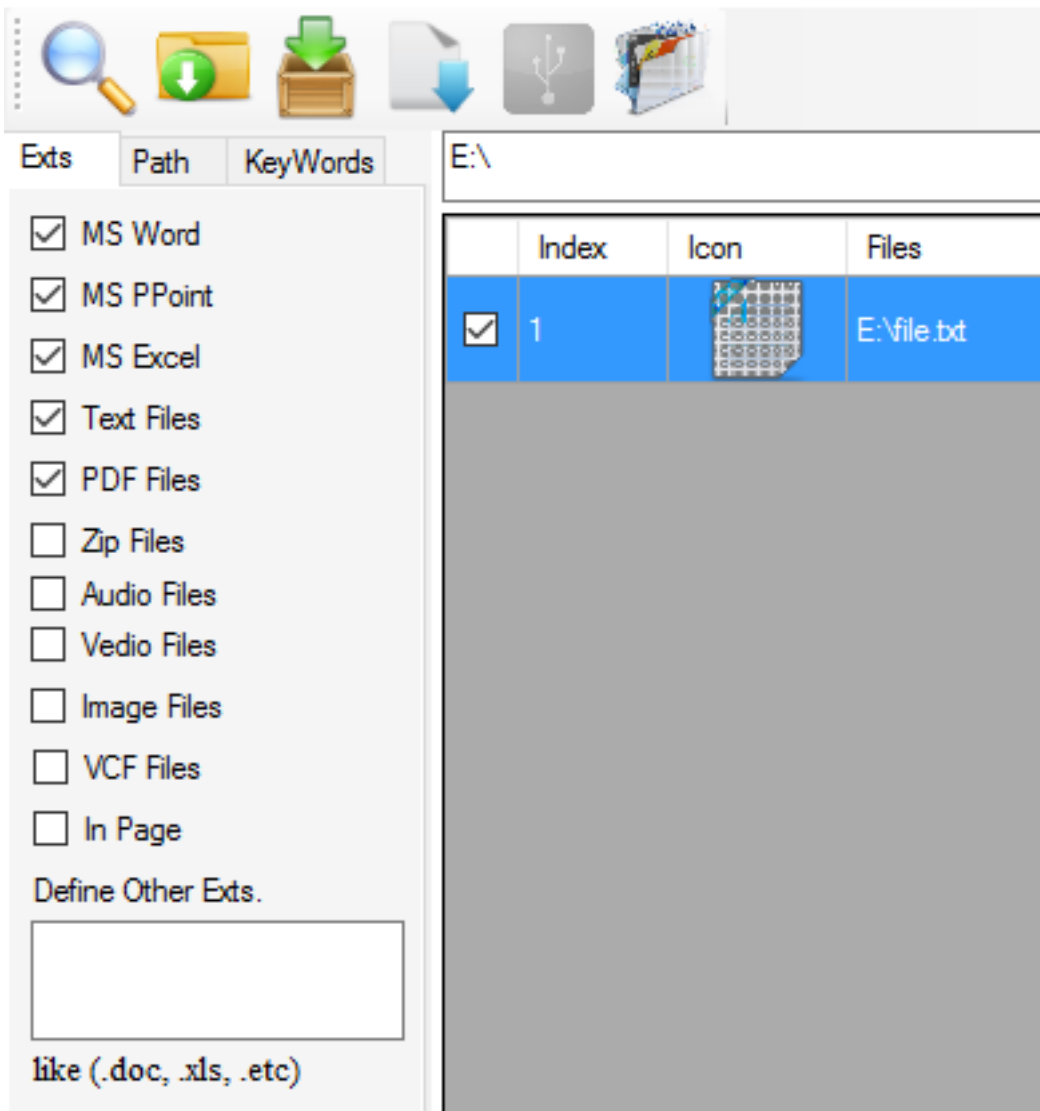 Exts Path KeyWords
E:\
MS Word
MS PPoint
MS Excel
Text Files
PDF Files
Zip Files
Audio Files
Vedio Files
Image Files
VCF Files
In Page
Define Other Exts.
like (.doc, .xls, .etc)
Index Icon Files
1 E:\file.txt